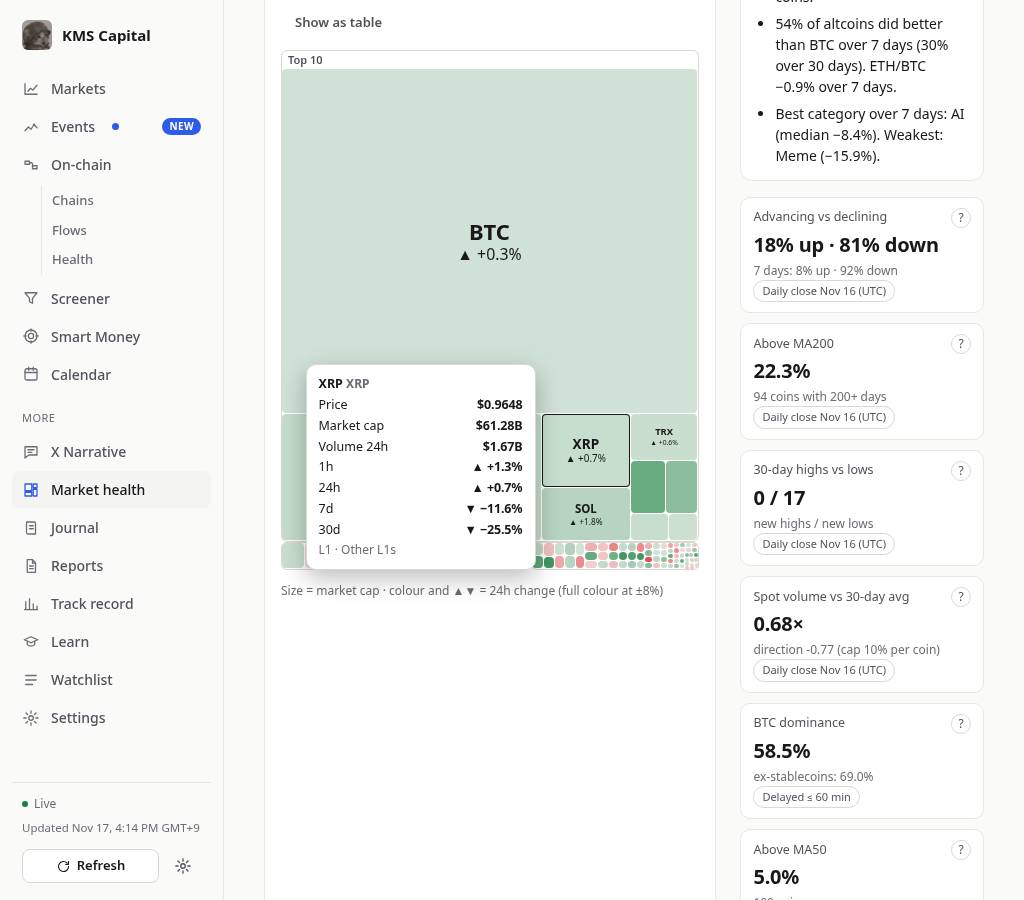 KMS Capital
Markets
Events
NEW
On-chain
Chains
Flows
Health
Screener
Smart Money
Calendar
MORE
X Narrative
Market health
Journal
Reports
Track record
Learn
Watchlist
Settings
Live
Updated Nov 17, 4:14 PM GMT+9
Refresh
Show as table
Top 10
BTC
▲ +0.3%
XRP XRP
Price $0.9648
Market cap $61.28B
Volume 24h $1.67B
1h ▲ +1.3%
24h ▲ +0.7%
7d ▼ −11.6%
30d ▼ −25.5%
L1 · Other L1s
XRP
▲ +0.7%
TRX
▲ +0.6%
SOL
▲ +1.8%
Size = market cap · colour and ▲▼ = 24h change (full colour at ±8%)
coins.
• 54% of altcoins did better
than BTC over 7 days (30%
over 30 days). ETH/BTC
−0.9% over 7 days.
• Best category over 7 days: AI
(median −8.4%). Weakest:
Meme (−15.9%).
Advancing vs declining ?
18% up · 81% down
7 days: 8% up · 92% down
Daily close Nov 16 (UTC)
Above MA200 ?
22.3%
94 coins with 200+ days
Daily close Nov 16 (UTC)
30-day highs vs lows ?
0 / 17
new highs / new lows
Daily close Nov 16 (UTC)
Spot volume vs 30-day avg ?
0.68×
direction -0.77 (cap 10% per coin)
Daily close Nov 16 (UTC)
BTC dominance ?
58.5%
ex-stablecoins: 69.0%
Delayed ≤ 60 min
Above MA50 ?
5.0%